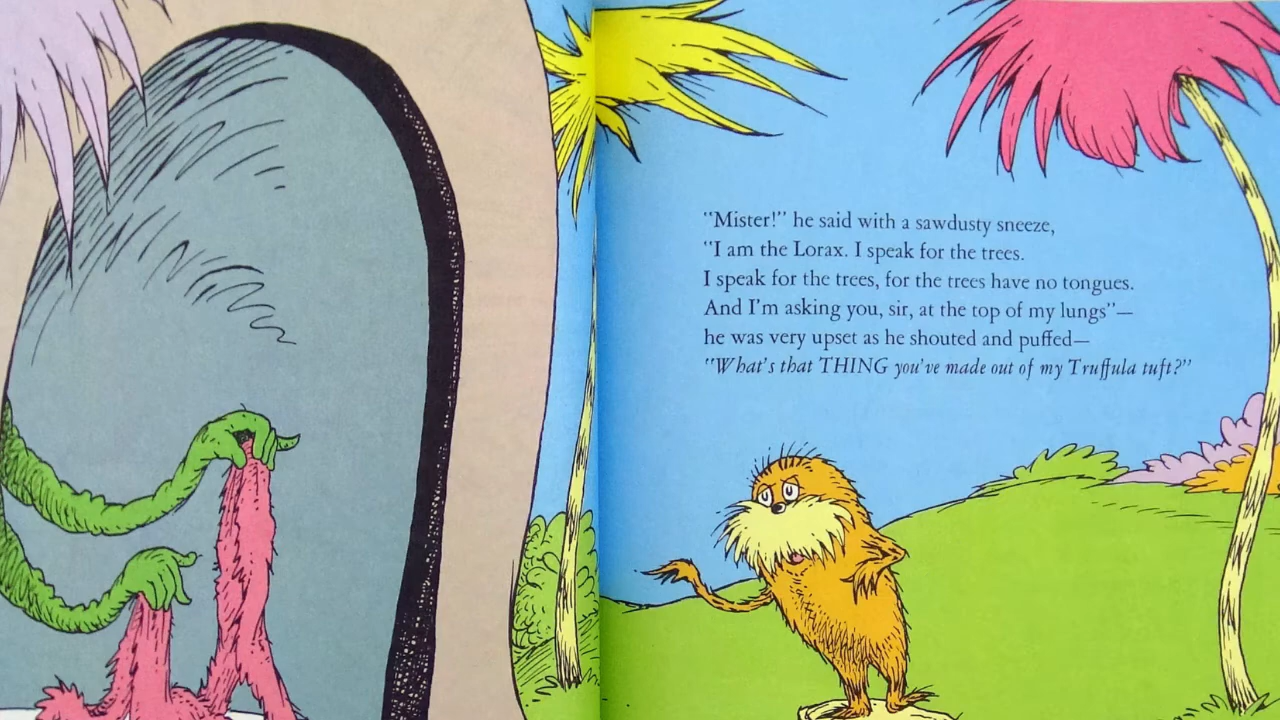 “Mister!” he said with a sawdusty sneeze,
“I am the Lorax. I speak for the trees.
I speak for the trees, for the trees have no tongues.
And I’m asking you, sir, at the top of my lungs”—
he was very upset as he shouted and puffed—
“What’s that THING you’ve made out of my Truffula tuft?”